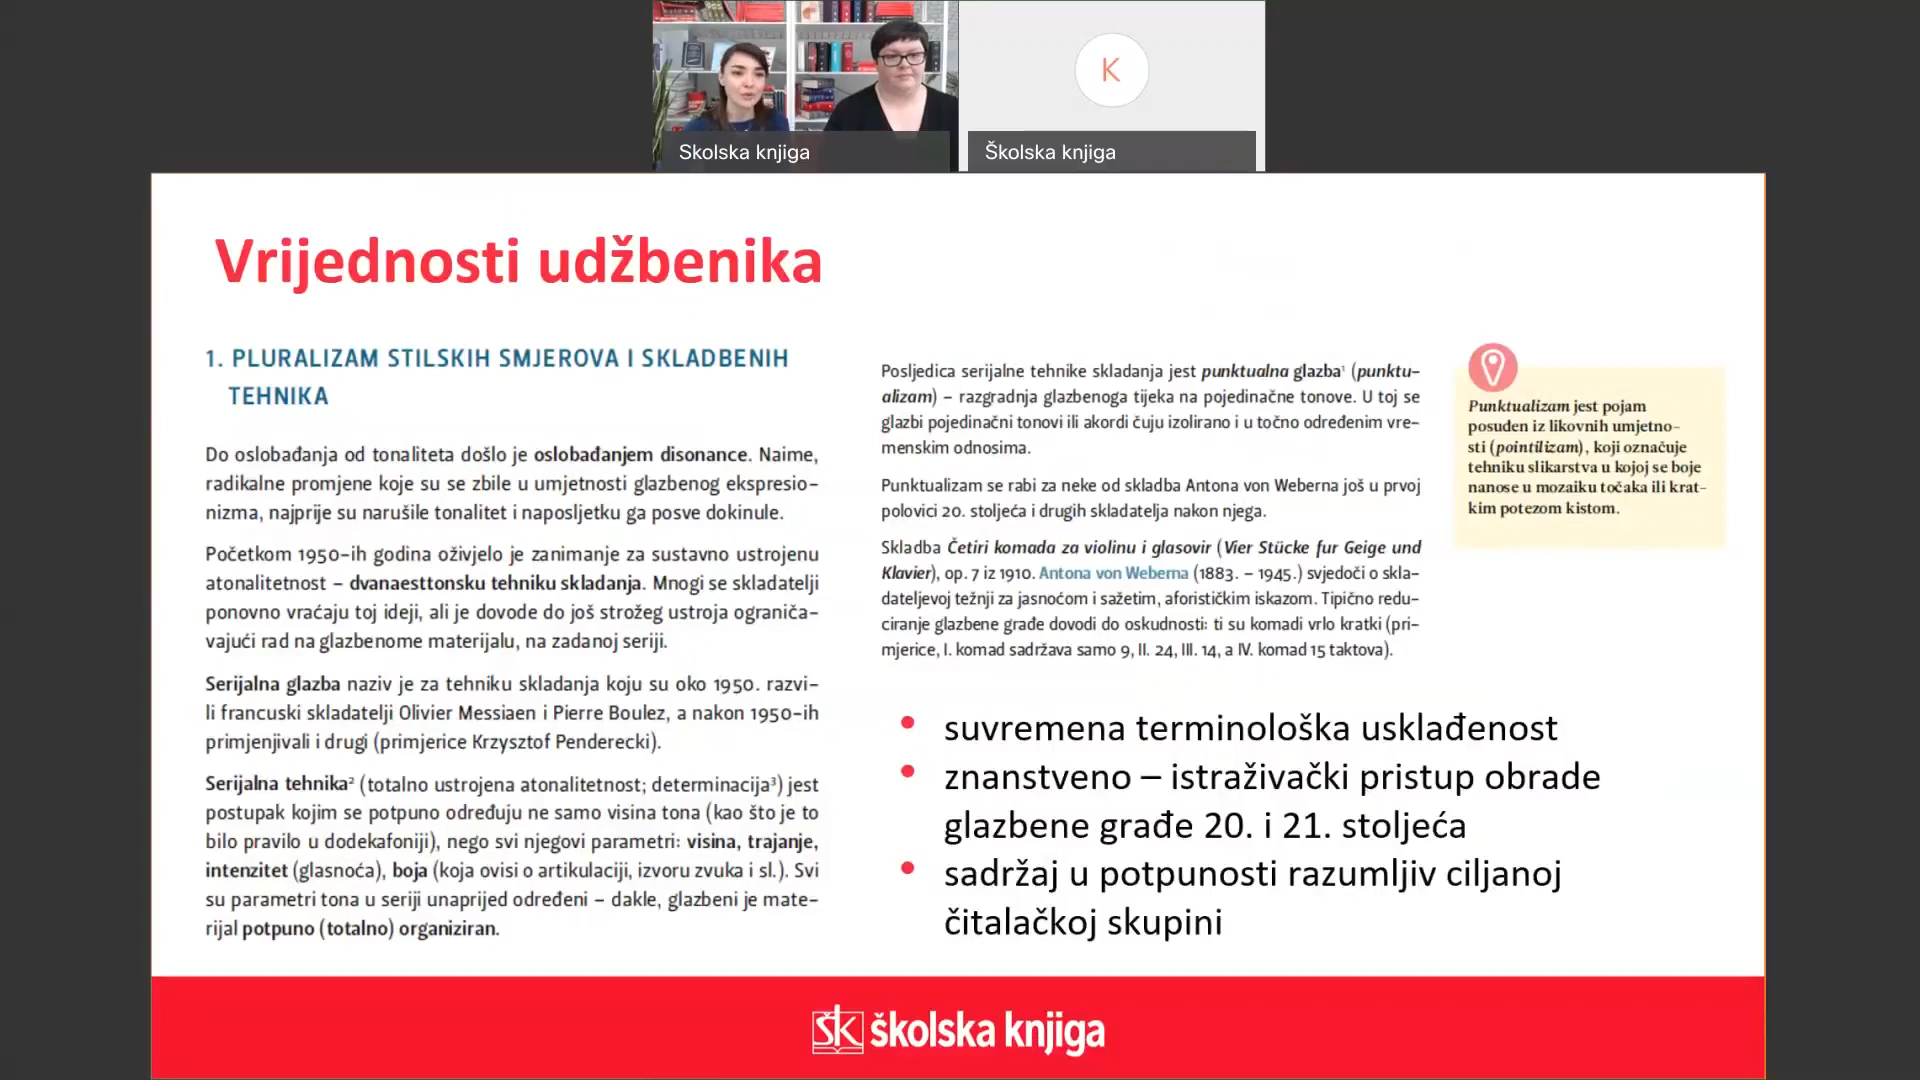 K
Skolska knjiga
Školska knjiga
Vrijednosti udžbenika
1. PLURALIZAM STILSKIH SMJEROVA I SKLADBENIH
TEHNIKA
Do oslobađanja od tonaliteta došlo je oslobađanjem disonance. Naime,
radikalne promjene koje su se zbile u umjetnosti glazbenog ekspresio-
nizma, najprije su narušile tonalitet i naposljetku ga posve dokinule.
Početkom 1950-ih godina oživjelo je zanimanje za sustavno ustrojenu
atonalitetnost – dvanaesttonsku tehniku skladanja. Mnogi se skladatelji
ponovno vraćaju toj ideji, ali je dovode do još strožeg ustroja ograniča-
vajući rad na glazbenome materijalu, na zadanoj seriji.
Serijalna glazba naziv je za tehniku skladanja koju su oko 1950. razvi-
li francuski skladatelji Olivier Messiaen i Pierre Boulez, a nakon 1950-ih
primjenjivali i drugi (primjerice Krzysztof Penderecki).
Serijalna tehnika² (totalno ustrojena atonalitetnost; determinacija³) jest
postupak kojim se potpuno određuju ne samo visina tona (kao što je to
bilo pravilo u dodekafoniji), nego svi njegovi parametri: visina, trajanje,
intenzitet (glasnoća), boja (koja ovisi o artikulaciji, izvoru zvuka i sl.). Svi
su parametri tona u seriji unaprijed određeni – dakle, glazbeni je mate-
rijal potpuno (totalno) organiziran.
Posljedica serijalne tehnike skladanja jest punktualna glazba¹ (punktu-
alizam) – razgradnja glazbenoga tijeka na pojedinačne tonove. U toj se
glazbi pojedinačni tonovi ili akordi čuju izolirano i u točno određenim vre-
menskim odnosima.
Punktualizam se rabi za neke od skladba Antona von Weberna još u prvoj
polovici 20. stoljeća i drugih skladatelja nakon njega.
Skladba Četiri komada za violinu i glasovir (Vier Stücke fur Geige und
Klavier), op. 7 iz 1910. Antona von Weberna (1883. – 1945.) svjedoči o skla-
dateljevoj težnji za jasnoćom i sažetim, aforističkim iskazom. Tipično redu-
ciranje glazbene građe dovodi do oskudnosti: ti su komadi vrlo kratki (pri-
mjerice, I. komad sadržava samo 9, II. 24, III. 14, a IV. komad 15 taktova).
Punktualizam jest pojam
posuđen iz likovnih umjetno-
sti (pointilizam), koji označuje
tehniku slikarstva u kojoj se boje
nanose u mozaiku točaka ili krat-
kim potezom kistom.
• suvremena terminološka usklađenost
• znanstveno – istraživački pristup obrade
glazbene građe 20. i 21. stoljeća
• sadržaj u potpunosti razumljiv ciljanoj
čitalačkoj skupini
šk školska knjiga